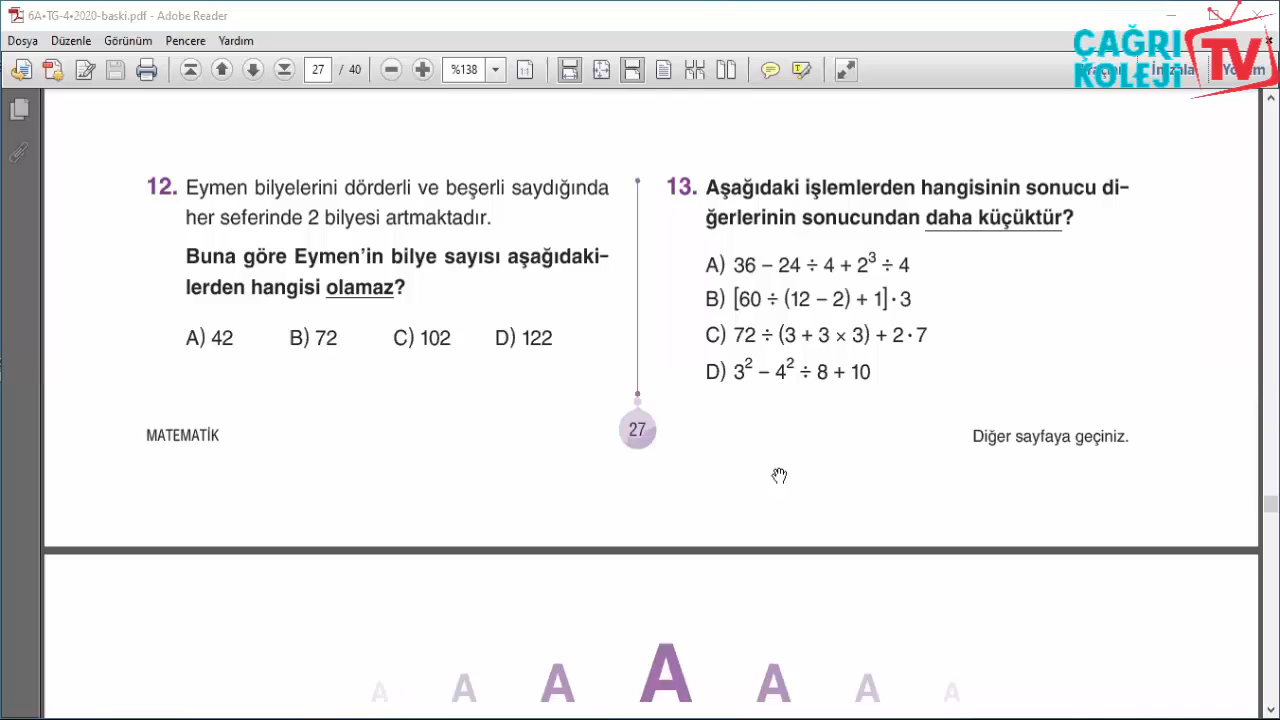 6A•TG-4•2020-baski.pdf - Adobe Reader
ÇAĞRI
KOLEJİ
TV
Dosya Düzenle Görünüm Pencere Yardım
27 / 40 %138
12. Eymen bilyelerini dörderli ve beşerli saydığında
her seferinde 2 bilyesi artmaktadır.
Buna göre Eymen'in bilye sayısı aşağıdaki-
lerden hangisi olamaz?
A) 42 B) 72 C) 102 D) 122
13. Aşağıdaki işlemlerden hangisinin sonucu di-
ğerlerinin sonucundan daha küçüktür?
A) 36 – 24 ÷ 4 + 2³ ÷ 4
B) [60 ÷ (12 – 2) + 1] · 3
C) 72 ÷ (3 + 3 × 3) + 2 · 7
D) 3² – 4² ÷ 8 + 10
MATEMATİK
27
Diğer sayfaya geçiniz.
A A A A A A A